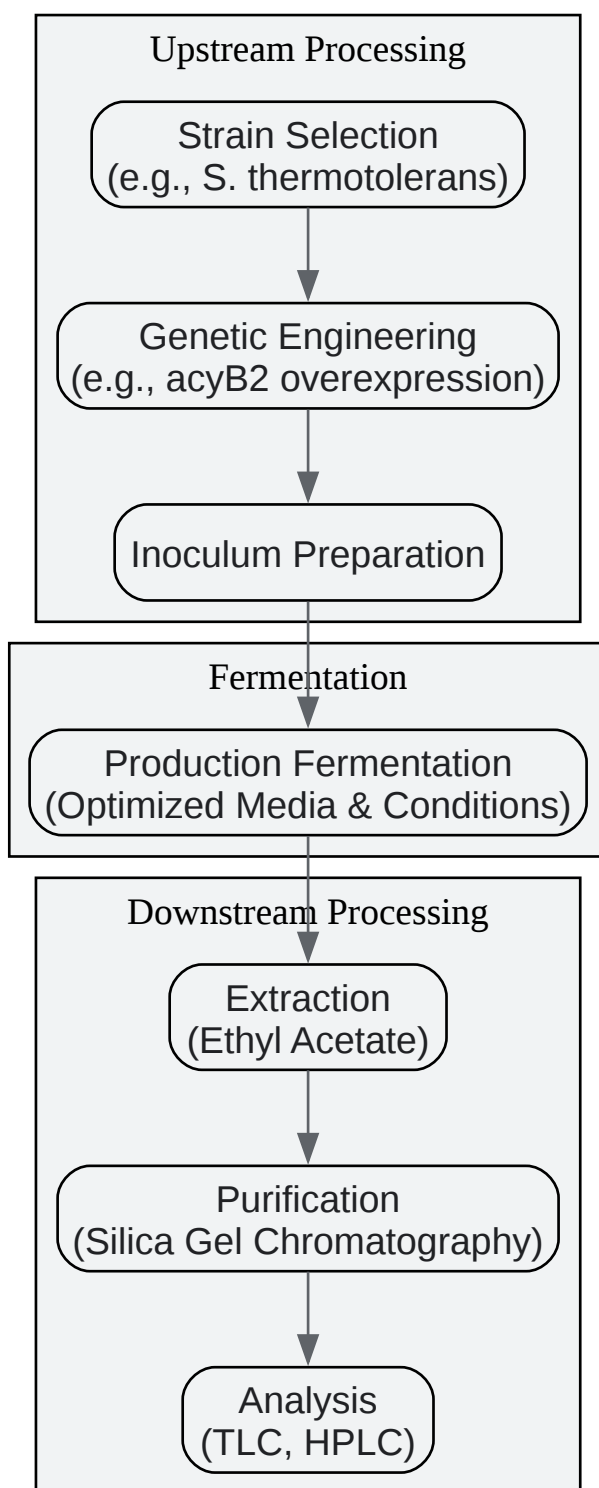 Upstream Processing
Strain Selection
(e.g., S. thermotolerans)
Genetic Engineering
(e.g., acyB2 overexpression)
Inoculum Preparation
Fermentation
Production Fermentation
(Optimized Media & Conditions)
Downstream Processing
Extraction
(Ethyl Acetate)
Purification
(Silica Gel Chromatography)
Analysis
(TLC, HPLC)